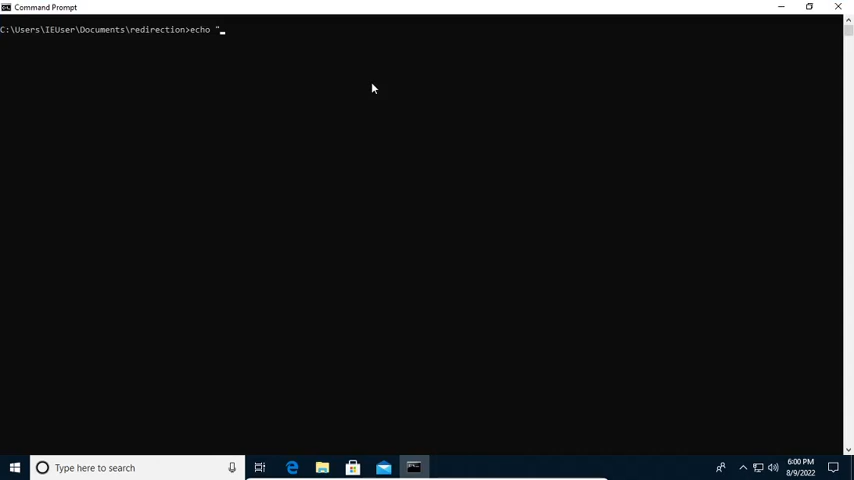 Command Prompt
C:\Users\IEUser\Documents\redirection>echo "
Type here to search
6:00 PM
8/9/2022